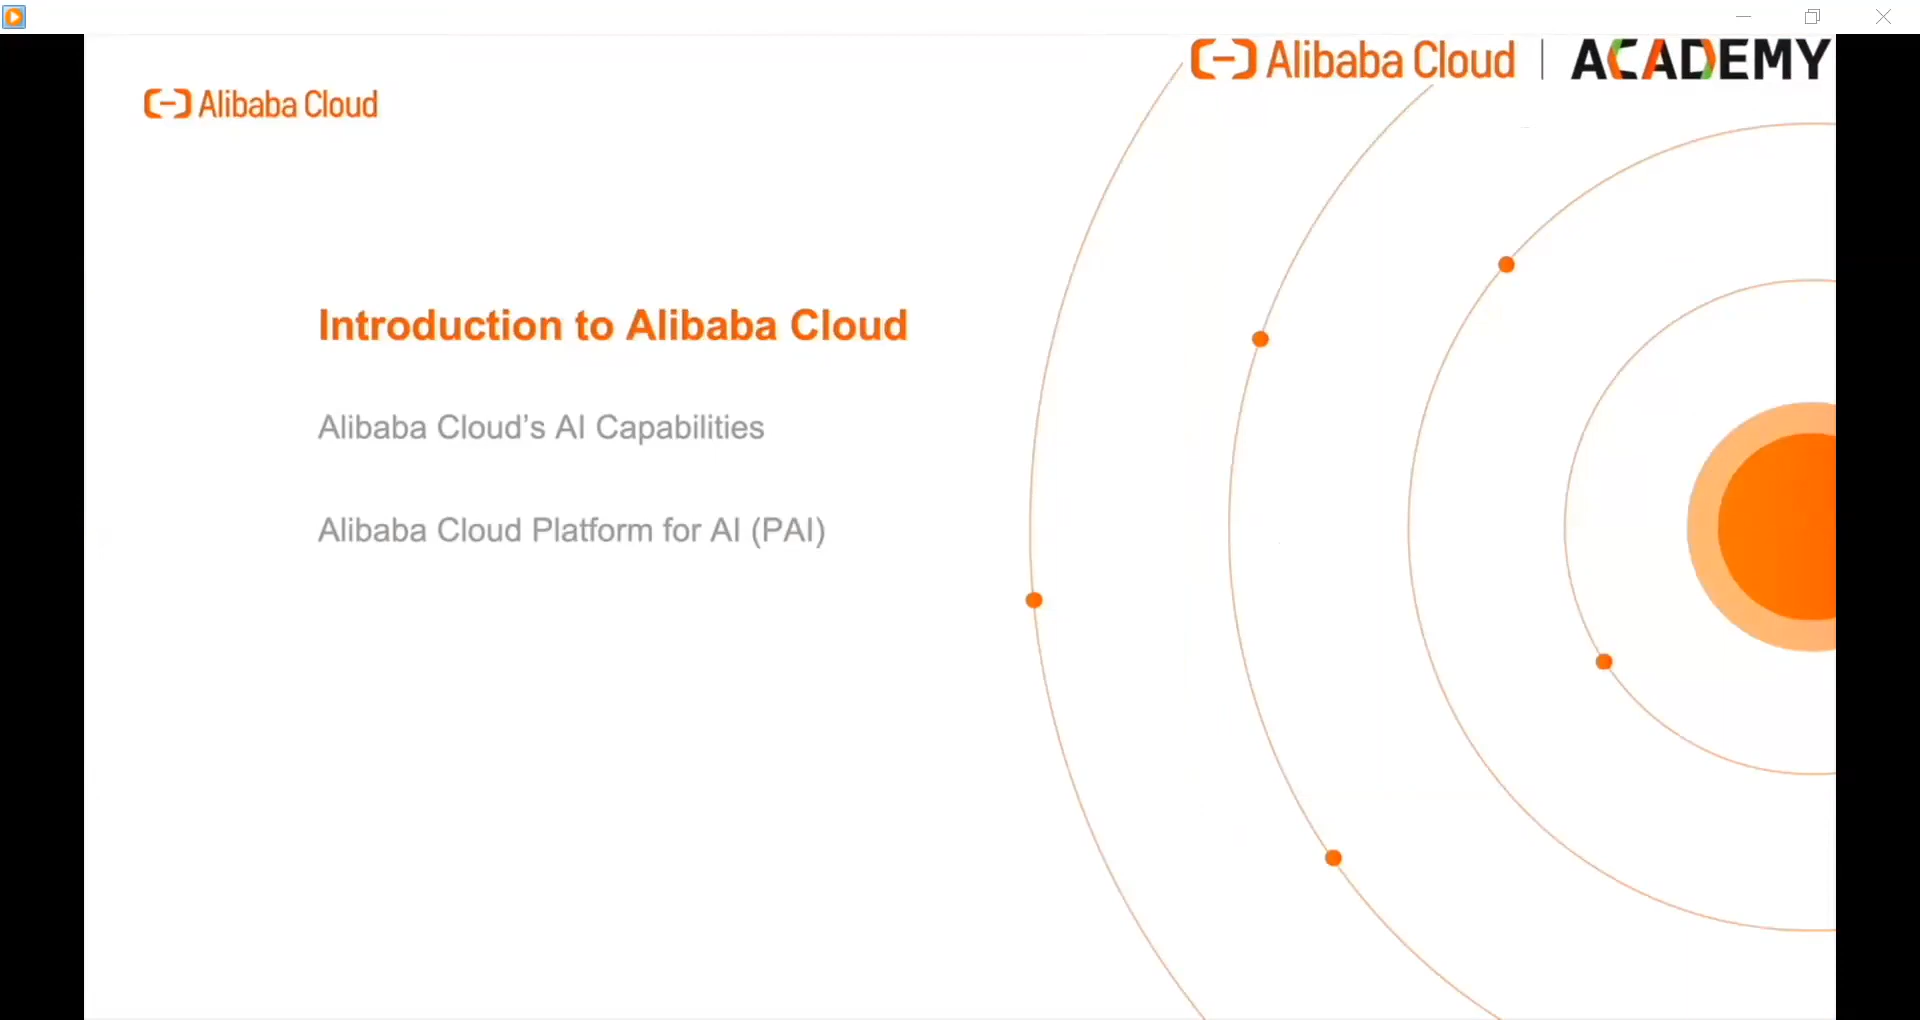 Alibaba Cloud | ACADEMY
Alibaba Cloud
Introduction to Alibaba Cloud
Alibaba Cloud’s AI Capabilities
Alibaba Cloud Platform for AI (PAI)